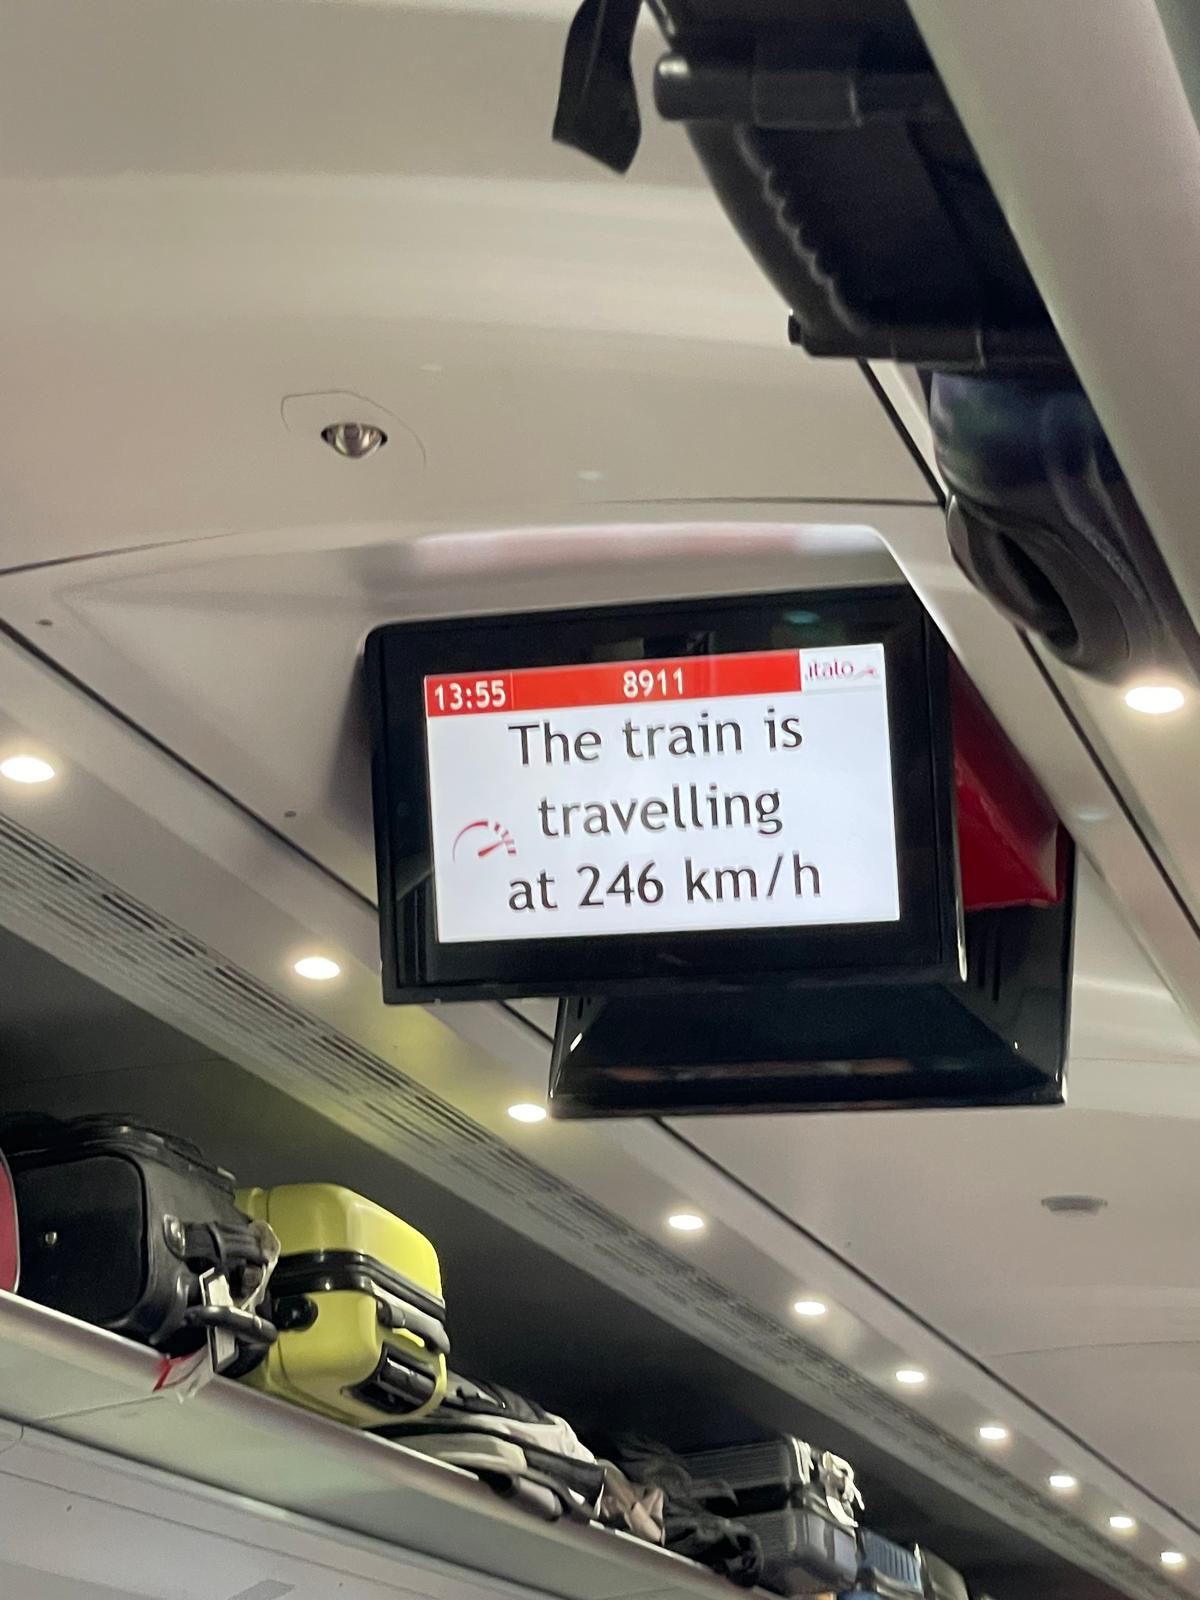 13:55 8911 .italo
The train is
travelling
at 246 km/h